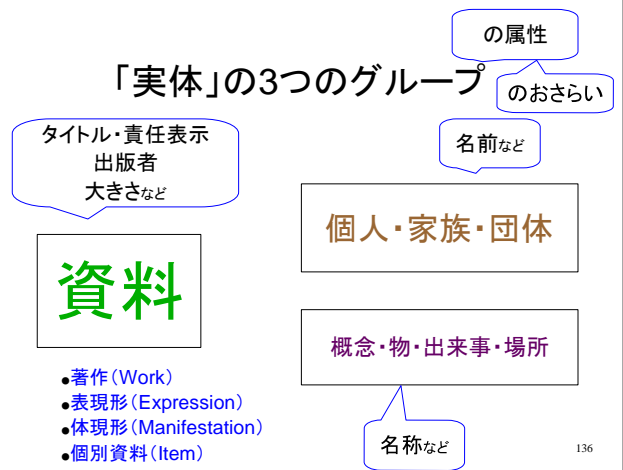 の属性
「実体」の3つのグループ
のおさらい
タイトル・責任表示
出版者
大きさなど
名前など
個人・家族・団体
資料
概念・物・出来事・場所
●著作(Work)
●表現形(Expression)
●体現形(Manifestation)
●個別資料(Item)
名称など
136